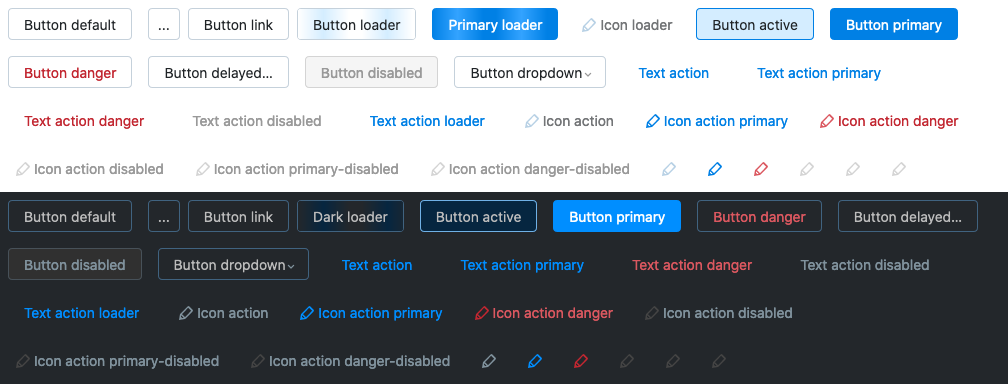 Button default ... Button link Button loader Primary loader Icon loader Button active Button primary
Button danger Button delayed... Button disabled Button dropdown Text action Text action primary
Text action danger Text action disabled Text action loader Icon action Icon action primary Icon action danger
Icon action disabled Icon action primary-disabled Icon action danger-disabled
Button default ... Button link Dark loader Button active Button primary Button danger Button delayed...
Button disabled Button dropdown Text action Text action primary Text action danger Text action disabled
Text action loader Icon action Icon action primary Icon action danger Icon action disabled
Icon action primary-disabled Icon action danger-disabled